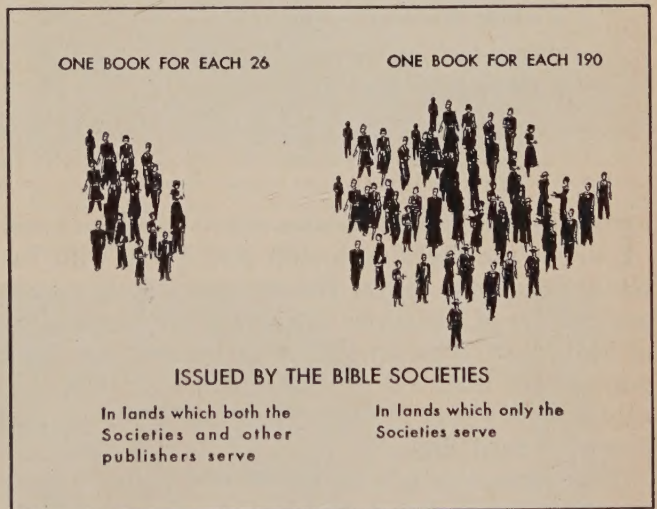 ONE BOOK FOR EACH 26
ONE BOOK FOR EACH 190
ISSUED BY THE BIBLE SOCIETIES
In lands which both the
Societies and other
publishers serve
In lands which only the
Societies serve